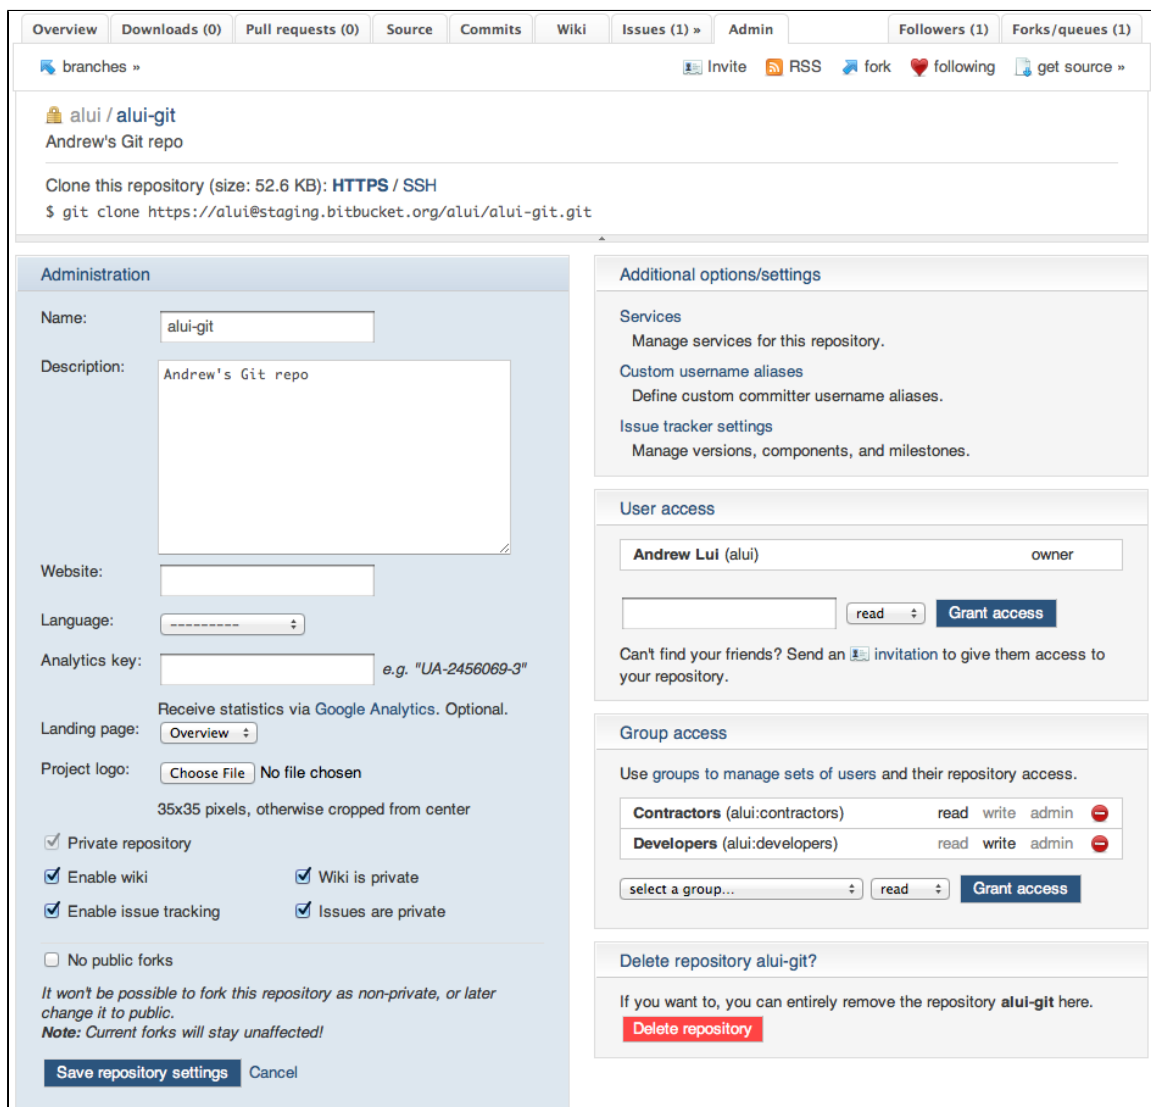 Overview Downloads (0) Pull requests (0) Source Commits Wiki Issues (1) » Admin Followers (1) Forks/queues (1)
branches » Invite RSS fork following get source »
alui / alui-git
Andrew's Git repo
Clone this repository (size: 52.6 KB): HTTPS / SSH
$ git clone https://alui@staging.bitbucket.org/alui/alui-git.git
Administration
Name: alui-git
Description: Andrew's Git repo
Website:
Language: ---------
Analytics key: e.g. "UA-2456069-3"
Receive statistics via Google Analytics. Optional.
Landing page: Overview
Project logo: Choose File No file chosen
35x35 pixels, otherwise cropped from center
Private repository
Enable wiki Wiki is private
Enable issue tracking Issues are private
No public forks
It won't be possible to fork this repository as non-private, or later
change it to public.
Note: Current forks will stay unaffected!
Save repository settings Cancel
Additional options/settings
Services
Manage services for this repository.
Custom username aliases
Define custom committer username aliases.
Issue tracker settings
Manage versions, components, and milestones.
User access
Andrew Lui (alui) owner
read Grant access
Can't find your friends? Send an invitation to give them access to
your repository.
Group access
Use groups to manage sets of users and their repository access.
Contractors (alui:contractors) read write admin
Developers (alui:developers) read write admin
select a group... read Grant access
Delete repository alui-git?
If you want to, you can entirely remove the repository alui-git here.
Delete repository